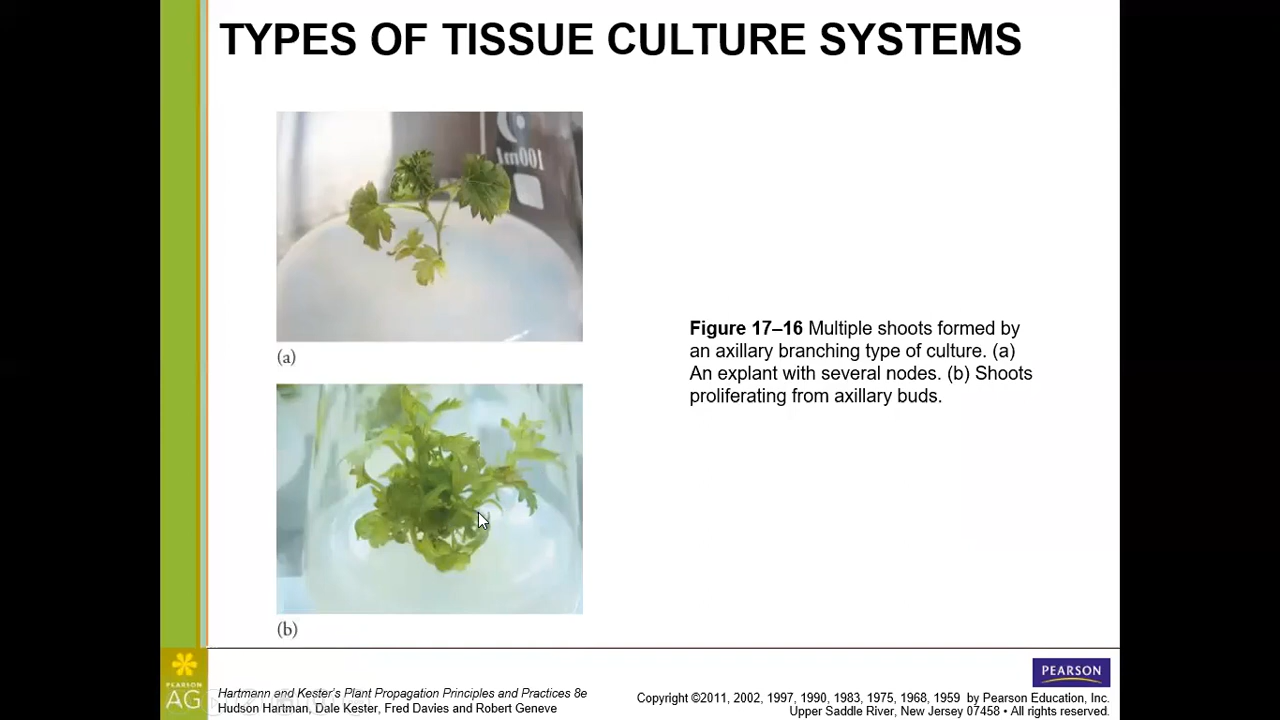 TYPES OF TISSUE CULTURE SYSTEMS
100ml
(a)
Figure 17–16 Multiple shoots formed by
an axillary branching type of culture. (a)
An explant with several nodes. (b) Shoots
proliferating from axillary buds.
(b)
PEARSON
AG
Hartmann and Kester's Plant Propagation Principles and Practices 8e
Hudson Hartman, Dale Kester, Fred Davies and Robert Geneve
PEARSON
Copyright ©2011, 2002, 1997, 1990, 1983, 1975, 1968, 1959 by Pearson Education, Inc.
Upper Saddle River, New Jersey 07458 • All rights reserved.